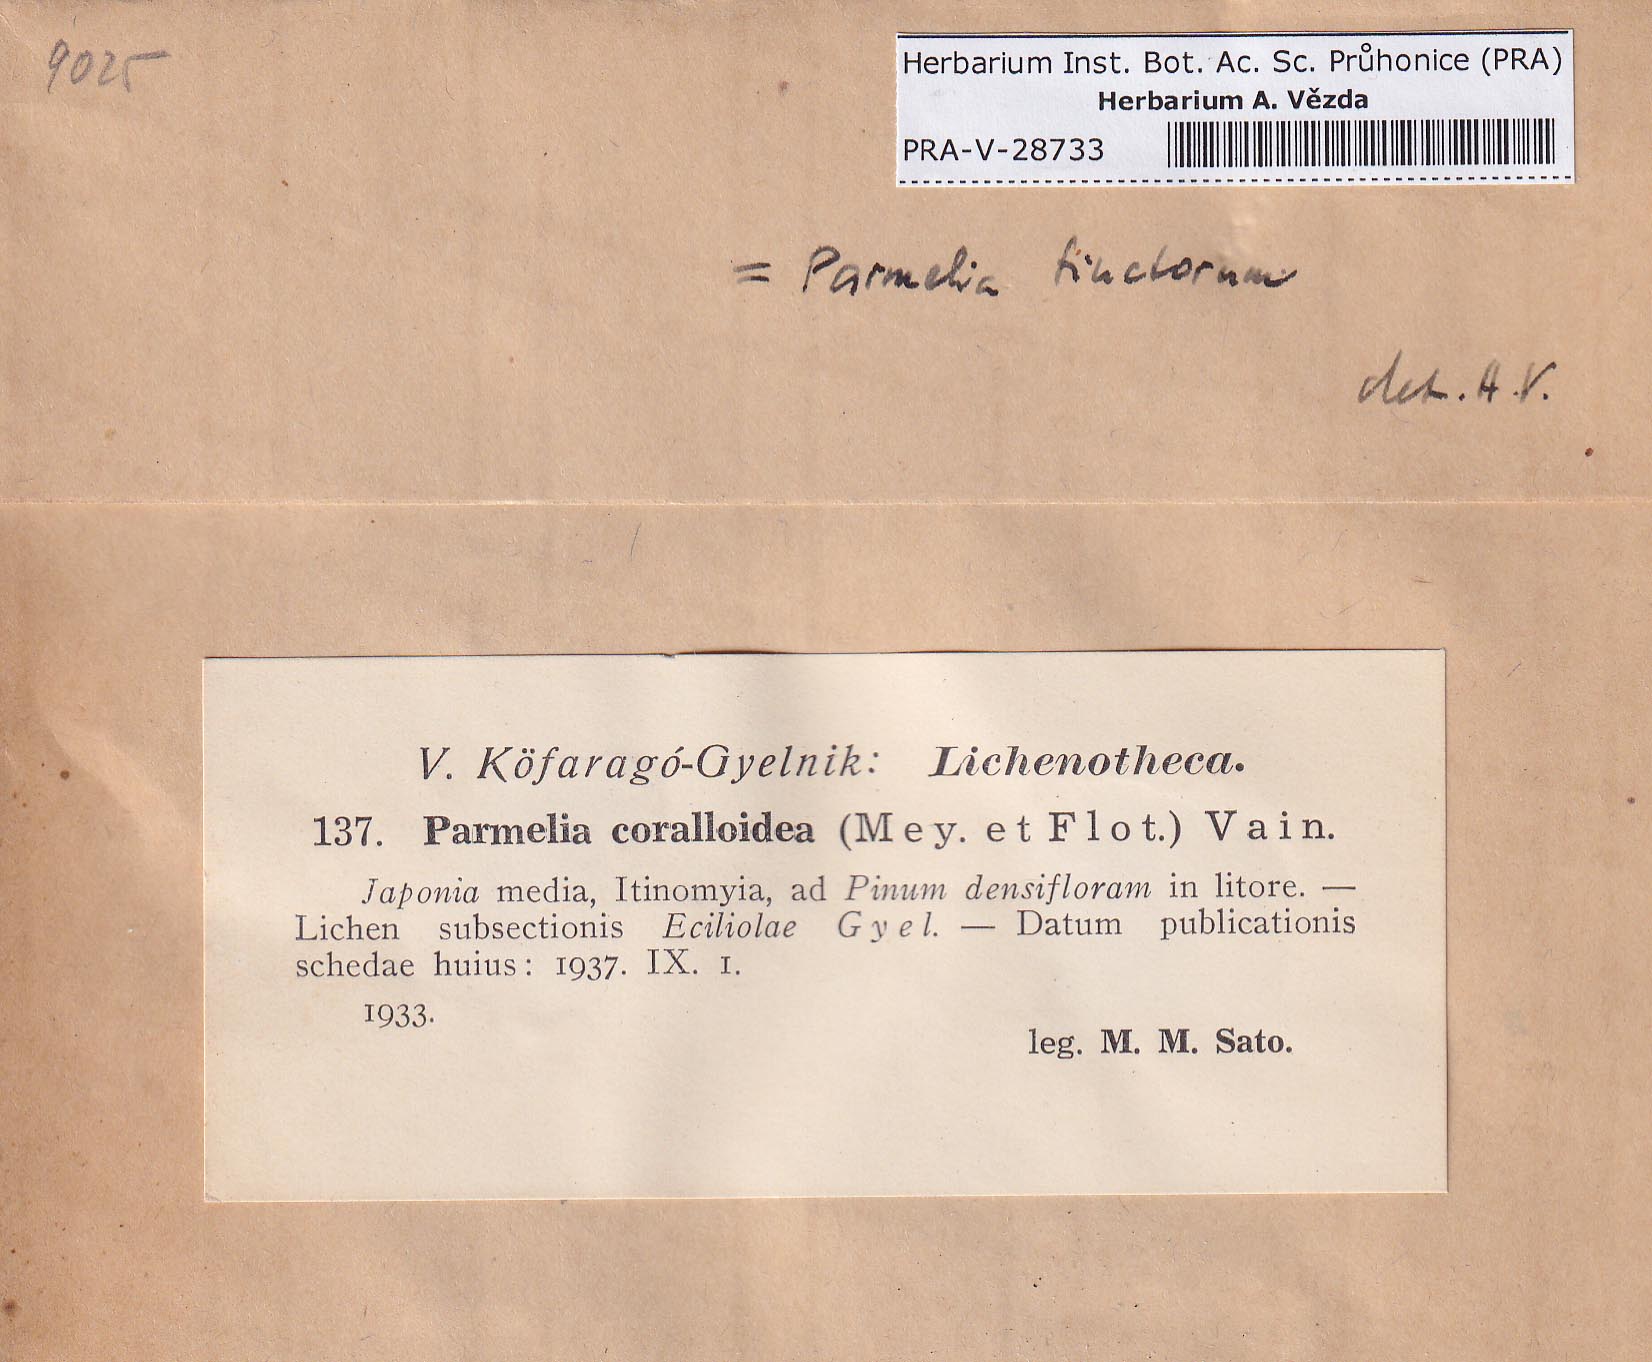 9025
Herbarium Inst. Bot. Ac. Sc. Průhonice (PRA)
Herbarium A. Vězda
PRA-V-28733
= Parmelia tinctorum
det. A. V.
V. Köfaragó-Gyelnik: Lichenotheca.
137. Parmelia coralloidea (Mey. et Flot.) Vain.
Japonia media, Itinomyia, ad Pinum densifloram in litore. —
Lichen subsectionis Eciliolae Gyel. — Datum publicationis
schedae huius: 1937. IX. 1.
1933.
leg. M. M. Sato.